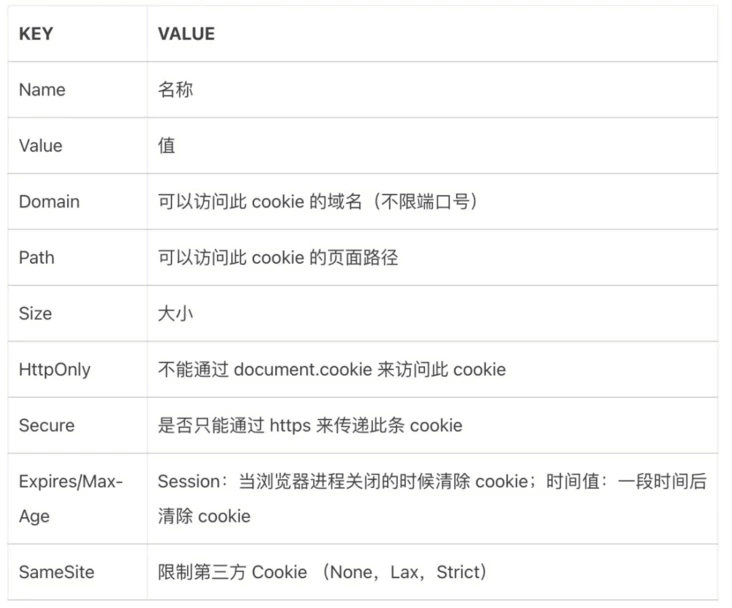 KEY VALUE
Name 名称
Value 值
Domain 可以访问此 cookie 的域名（不限端口号）
Path 可以访问此 cookie 的页面路径
Size 大小
HttpOnly 不能通过 document.cookie 来访问此 cookie
Secure 是否只能通过 https 来传递此条 cookie
Expires/Max- Session：当浏览器进程关闭的时候清除 cookie；时间值：一段时间后
Age 清除 cookie
SameSite 限制第三方 Cookie （None，Lax，Strict）